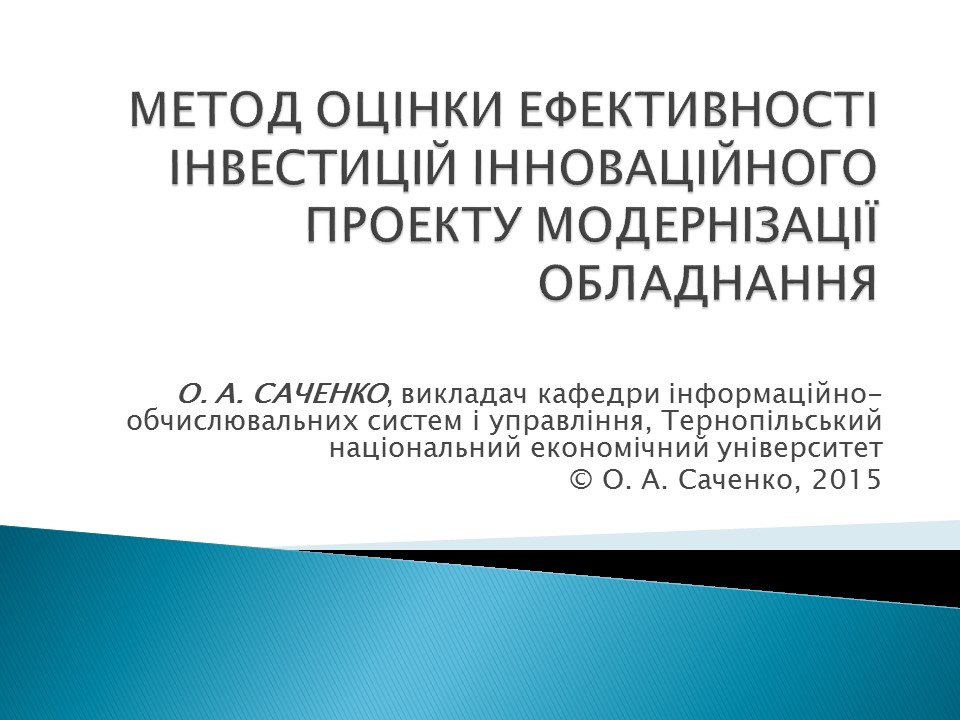 МЕТОД ОЦІНКИ ЕФЕКТИВНОСТІ
ІНВЕСТИЦІЙ ІННОВАЦІЙНОГО
ПРОЕКТУ МОДЕРНІЗАЦІЇ
ОБЛАДНАННЯ
О. А. САЧЕНКО, викладач кафедри інформаційно-
обчислювальних систем і управління, Тернопільський
національний економічний університет
© О. А. Саченко, 2015